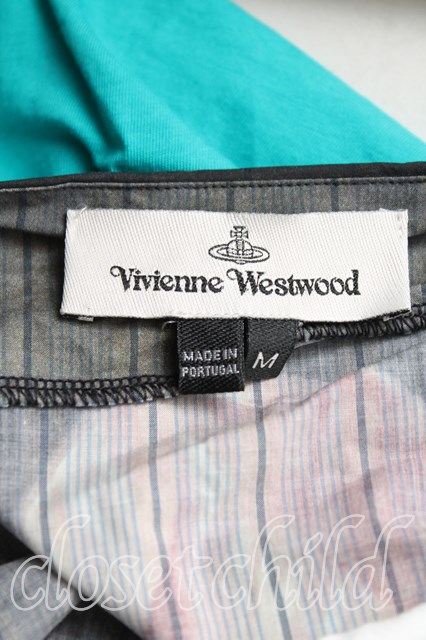 Vivienne Westwood
MADE IN
PORTUGAL
M
closet child